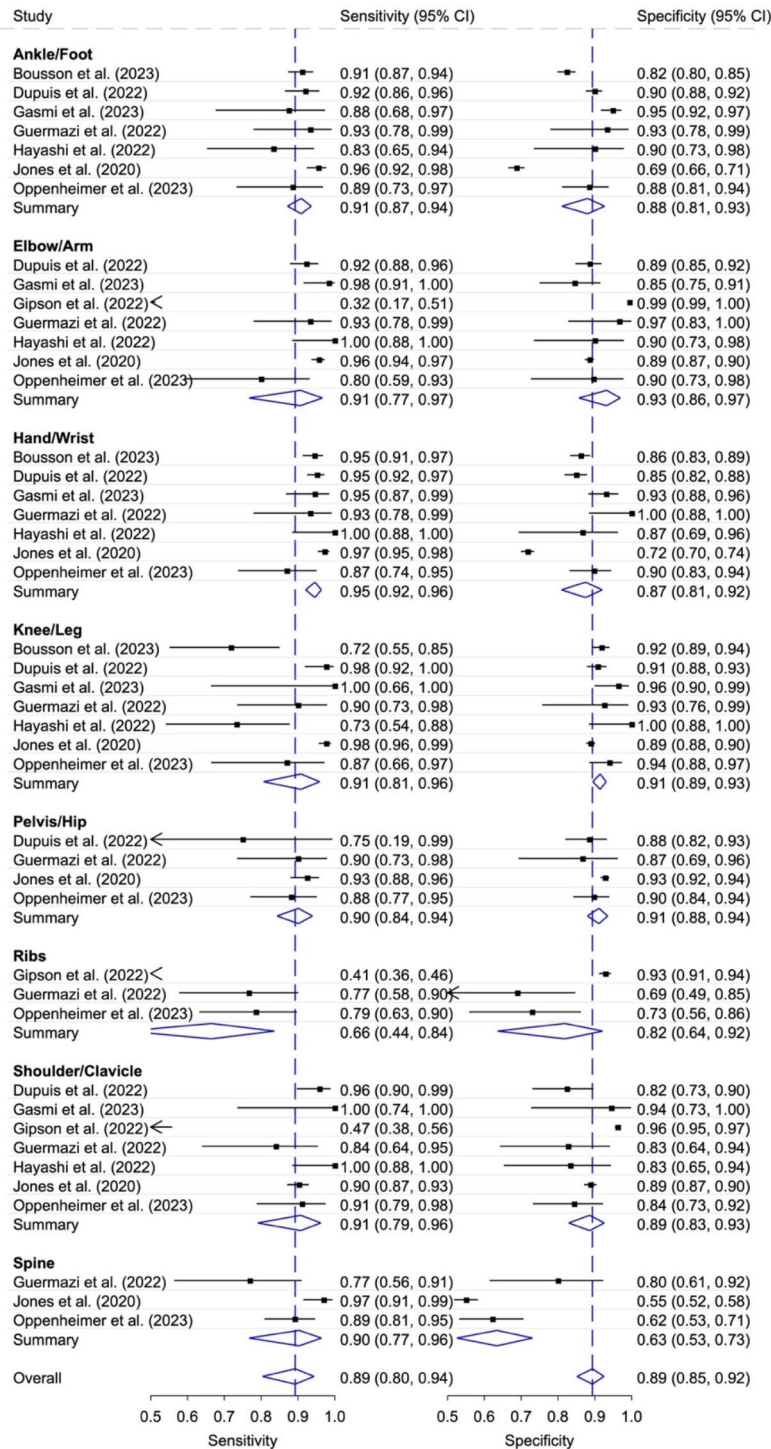 Study Sensitivity (95% CI) Specificity (95% CI)
Ankle/Foot
Bousson et al. (2023) 0.91 (0.87, 0.94) 0.82 (0.80, 0.85)
Dupuis et al. (2022) 0.92 (0.86, 0.96) 0.90 (0.88, 0.92)
Gasmi et al. (2023) 0.88 (0.68, 0.97) 0.95 (0.92, 0.97)
Guermazi et al. (2022) 0.93 (0.78, 0.99) 0.93 (0.78, 0.99)
Hayashi et al. (2022) 0.83 (0.65, 0.94) 0.90 (0.73, 0.98)
Jones et al. (2020) 0.96 (0.92, 0.98) 0.69 (0.66, 0.71)
Oppenheimer et al. (2023) 0.89 (0.73, 0.97) 0.88 (0.81, 0.94)
Summary 0.91 (0.87, 0.94) 0.88 (0.81, 0.93)
Elbow/Arm
Dupuis et al. (2022) 0.92 (0.88, 0.96) 0.89 (0.85, 0.92)
Gasmi et al. (2023) 0.98 (0.91, 1.00) 0.85 (0.75, 0.91)
Gipson et al. (2022) 0.32 (0.17, 0.51) 0.99 (0.99, 1.00)
Guermazi et al. (2022) 0.93 (0.78, 0.99) 0.97 (0.83, 1.00)
Hayashi et al. (2022) 1.00 (0.88, 1.00) 0.90 (0.73, 0.98)
Jones et al. (2020) 0.96 (0.94, 0.97) 0.89 (0.87, 0.90)
Oppenheimer et al. (2023) 0.80 (0.59, 0.93) 0.90 (0.73, 0.98)
Summary 0.91 (0.77, 0.97) 0.93 (0.86, 0.97)
Hand/Wrist
Bousson et al. (2023) 0.95 (0.91, 0.97) 0.86 (0.83, 0.89)
Dupuis et al. (2022) 0.95 (0.92, 0.97) 0.85 (0.82, 0.88)
Gasmi et al. (2023) 0.95 (0.87, 0.99) 0.93 (0.88, 0.96)
Guermazi et al. (2022) 0.93 (0.78, 0.99) 1.00 (0.88, 1.00)
Hayashi et al. (2022) 1.00 (0.88, 1.00) 0.87 (0.69, 0.96)
Jones et al. (2020) 0.97 (0.95, 0.98) 0.72 (0.70, 0.74)
Oppenheimer et al. (2023) 0.87 (0.74, 0.95) 0.90 (0.83, 0.94)
Summary 0.95 (0.92, 0.96) 0.87 (0.81, 0.92)
Knee/Leg
Bousson et al. (2023) 0.72 (0.55, 0.85) 0.92 (0.89, 0.94)
Dupuis et al. (2022) 0.98 (0.92, 1.00) 0.91 (0.88, 0.93)
Gasmi et al. (2023) 1.00 (0.66, 1.00) 0.96 (0.90, 0.99)
Guermazi et al. (2022) 0.90 (0.73, 0.98) 0.93 (0.76, 0.99)
Hayashi et al. (2022) 0.73 (0.54, 0.88) 1.00 (0.88, 1.00)
Jones et al. (2020) 0.98 (0.96, 0.99) 0.89 (0.88, 0.90)
Oppenheimer et al. (2023) 0.87 (0.66, 0.97) 0.94 (0.88, 0.97)
Summary 0.91 (0.81, 0.96) 0.91 (0.89, 0.93)
Pelvis/Hip
Dupuis et al. (2022) 0.75 (0.19, 0.99) 0.88 (0.82, 0.93)
Guermazi et al. (2022) 0.90 (0.73, 0.98) 0.87 (0.69, 0.96)
Jones et al. (2020) 0.93 (0.88, 0.96) 0.93 (0.92, 0.94)
Oppenheimer et al. (2023) 0.88 (0.77, 0.95) 0.90 (0.84, 0.94)
Summary 0.90 (0.84, 0.94) 0.91 (0.88, 0.94)
Ribs
Gipson et al. (2022) 0.41 (0.36, 0.46) 0.93 (0.91, 0.94)
Guermazi et al. (2022) 0.77 (0.58, 0.90) 0.69 (0.49, 0.85)
Oppenheimer et al. (2023) 0.79 (0.63, 0.90) 0.73 (0.56, 0.86)
Summary 0.66 (0.44, 0.84) 0.82 (0.64, 0.92)
Shoulder/Clavicle
Dupuis et al. (2022) 0.96 (0.90, 0.99) 0.82 (0.73, 0.90)
Gasmi et al. (2023) 1.00 (0.74, 1.00) 0.94 (0.73, 1.00)
Gipson et al. (2022) 0.47 (0.38, 0.56) 0.96 (0.95, 0.97)
Guermazi et al. (2022) 0.84 (0.64, 0.95) 0.83 (0.64, 0.94)
Hayashi et al. (2022) 1.00 (0.88, 1.00) 0.83 (0.65, 0.94)
Jones et al. (2020) 0.90 (0.87, 0.93) 0.89 (0.87, 0.90)
Oppenheimer et al. (2023) 0.91 (0.79, 0.98) 0.84 (0.73, 0.92)
Summary 0.91 (0.79, 0.96) 0.89 (0.83, 0.93)
Spine
Guermazi et al. (2022) 0.77 (0.56, 0.91) 0.80 (0.61, 0.92)
Jones et al. (2020) 0.97 (0.91, 0.99) 0.55 (0.52, 0.58)
Oppenheimer et al. (2023) 0.89 (0.81, 0.95) 0.62 (0.53, 0.71)
Summary 0.90 (0.77, 0.96) 0.63 (0.53, 0.73)
Overall 0.89 (0.80, 0.94) 0.89 (0.85, 0.92)
0.5 0.6 0.7 0.8 0.9 1.0 0.5 0.6 0.7 0.8 0.9 1.0
Sensitivity Specificity